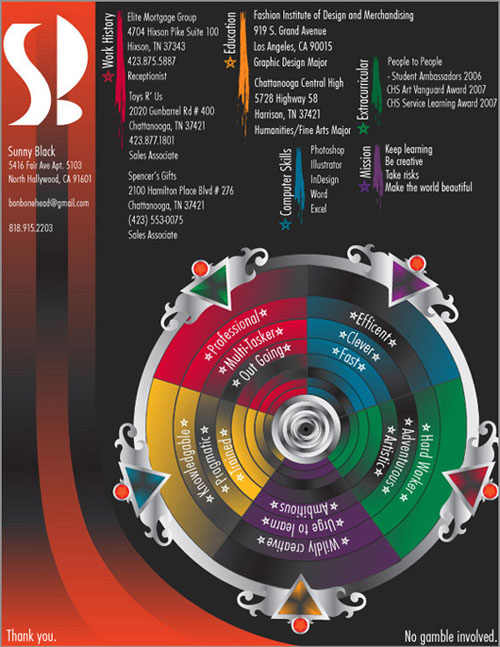 Sunny Black
5416 Fair Ave Apt. 5103
North Hollywood, CA 91601
bonbonehead@gmail.com
818.915.2203
Work History
Elite Mortgage Group
4704 Hixson Pike Suite 100
Hixson, TN 37343
423.875.5887
Receptionist
Toys R' Us
2020 Gunbarrel Rd # 400
Chattanooga, TN 37421
423.877.1801
Sales Associate
Spencer's Gifts
2100 Hamilton Place Blvd # 276
Chattanooga, TN 37421
(423) 553-0075
Sales Associate
Education
Fashion Institute of Design and Merchandising
919 S. Grand Avenue
Los Angeles, CA 90015
Graphic Design Major
Chattanooga Central High
5728 Highway 58
Harrison, TN 37421
Humanities/Fine Arts Major
Extracurricular
People to People
- Student Ambassadors 2006
CHS Art Vanguard Award 2007
CHS Service Learning Award 2007
Computer Skills
Photoshop
Illustrator
InDesign
Word
Excel
Mission
Keep learning
Be creative
Take risks
Make the world beautiful
Professional
Multi-Tasker
Out Going
Efficent
Clever
Fast
Hard Worker
Adventurous
Artistic
Wildly creative
Urge to learn
Ambitious
Knowledgable
Pragmatic
Trained
Thank you.
No gamble involved.